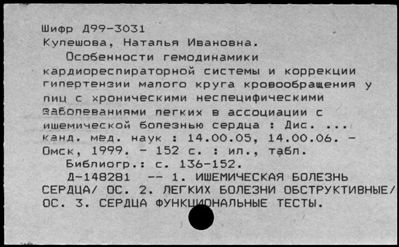 Шифр Д99-3031
Кулешова, Наталья Ивановна.
Особенности гемодинамики
кардиореспираторной системы и коррекции
гипертензии малого круга кровообращения у
лиц с хроническими неспецифическими
заболеваниями легких в ассоциации с
ишемической болезнью сердца : Дис. ...
канд. мед. наук : 14.00.05, 14.00.06. -
Омск, 1999. - 152 с. : ил., табл.
Библиогр.: с. 136-152.
Д-148281 -- 1. ИШЕМИЧЕСКАЯ БОЛЕЗНЬ
СЕРДЦА/ ОС. 2. ЛЕГКИХ БОЛЕЗНИ ОБСТРУКТИВНЫЕ/
ОС. 3. СЕРДЦА ФУНКЦИОНАЛЬНЫЕ ТЕСТЫ.